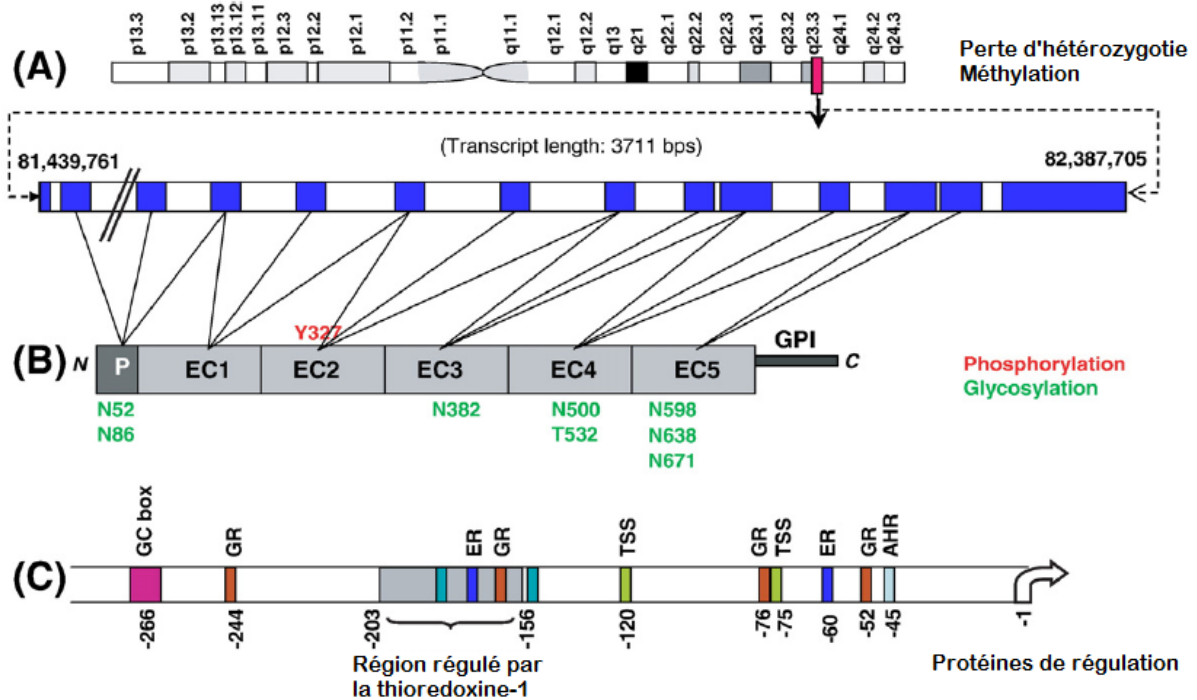 p13.3 p13.2 p13.13 p13.12 p13.11 p12.3 p12.2 p12.1 p11.2 p11.1 q11.1 q12.1 q12.2 q13 q21 q22.1 q22.2 q22.3 q23.1 q23.2 q23.3 q24.1 q24.2 q24.3
(A)
Perte d'hétérozygotie
Méthylation
(Transcript length: 3711 bps)
81,439,761
82,387,705
Y327
GPI
(B) N P EC1 EC2 EC3 EC4 EC5 C
Phosphorylation
Glycosylation
N52 N382 N500 N598
N86 T532 N638
N671
GC box GR ER GR TSS GR TSS ER GR AHR
(C)
-266 -244 -203 -156 -120 -76 -75 -60 -52 -45 -1
Région régulé par
la thioredoxine-1
Protéines de régulation